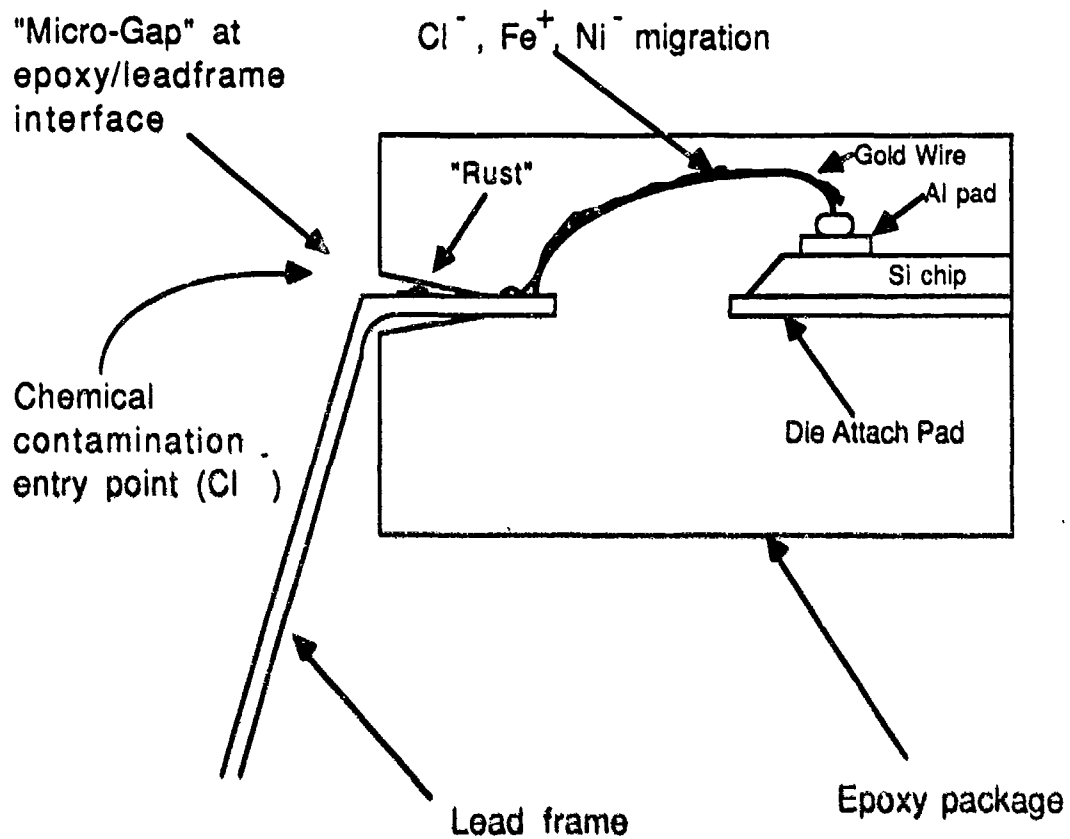 "Micro-Gap" at
epoxy/leadframe
interface
Cl⁻, Fe⁺, Ni⁻ migration
"Rust"
Gold Wire
Al pad
Si chip
Chemical
contamination
entry point (Cl⁻)
Die Attach Pad
Lead frame
Epoxy package